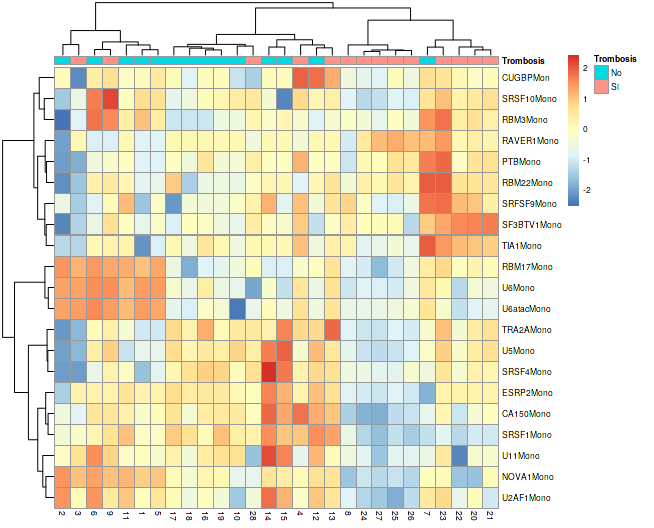 Trombosis
CUGBPMon
SRSF10Mono
RBM3Mono
RAVER1Mono
PTBMono
RBM22Mono
SRFSF9Mono
SF3BTV1Mono
TIA1Mono
RBM17Mono
U6Mono
U6atacMono
TRA2AMono
U5Mono
SRSF4Mono
ESRP2Mono
CA150Mono
SRSF1Mono
U11Mono
NOVA1Mono
U2AF1Mono
2 3 6 9 11 1 5 17 18 16 19 10 28 14 15 4 12 13 8 24 27 25 26 7 23 22 20 21
2
1
0
-1
-2
Trombosis
No
SI